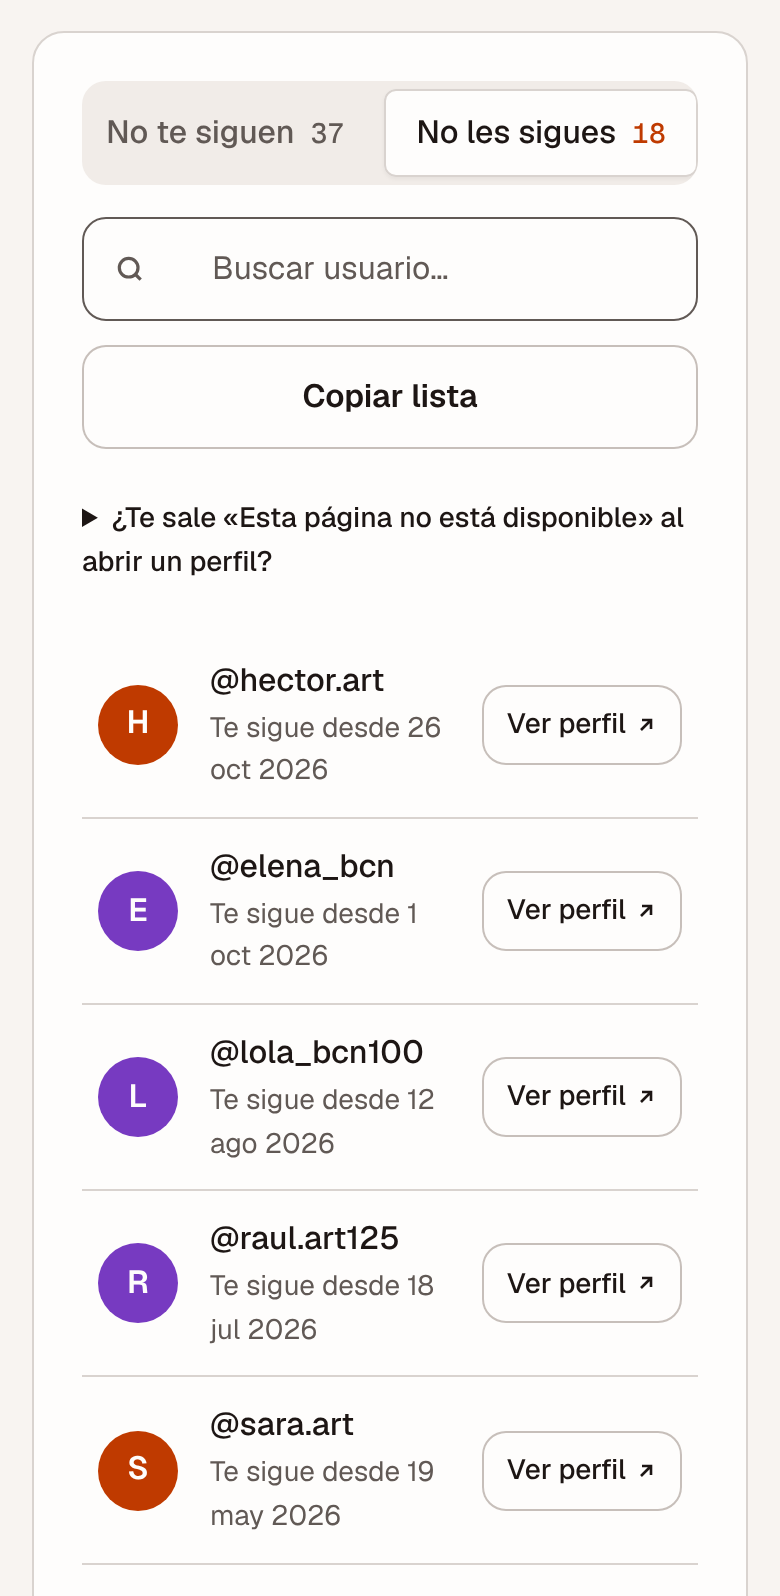 No te siguen 37 No les sigues 18
Buscar usuario...
Copiar lista
¿Te sale «Esta página no está disponible» al
abrir un perfil?
H
@hector.art
Te sigue desde 26
oct 2026
Ver perfil ↗
E
@elena_bcn
Te sigue desde 1
oct 2026
Ver perfil ↗
L
@lola_bcn100
Te sigue desde 12
ago 2026
Ver perfil ↗
R
@raul.art125
Te sigue desde 18
jul 2026
Ver perfil ↗
S
@sara.art
Te sigue desde 19
may 2026
Ver perfil ↗